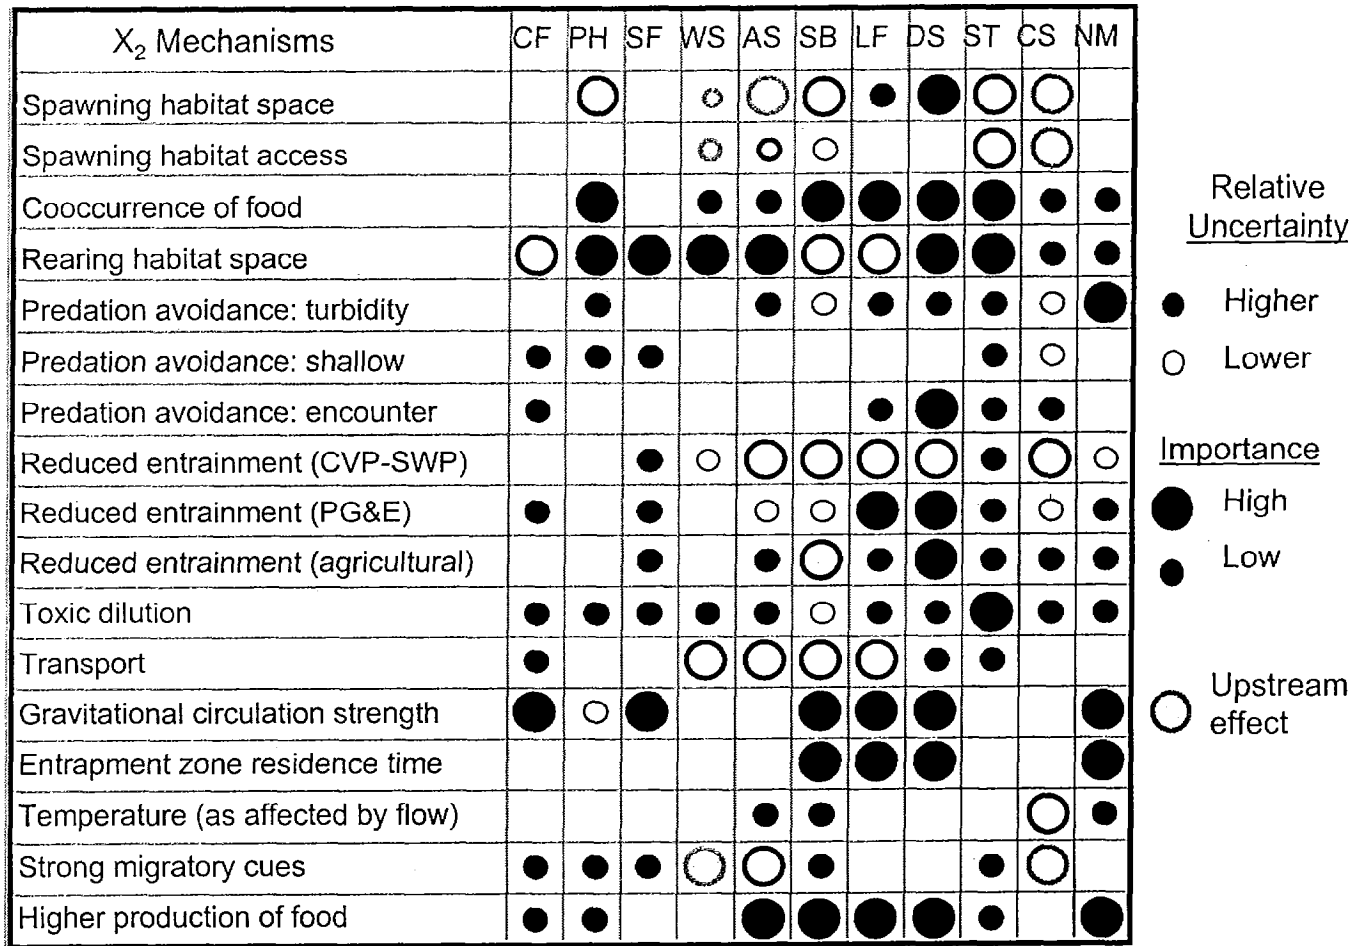 X₂ Mechanisms CF PH SF WS AS SB LF DS ST CS NM
Spawning habitat space
Spawning habitat access
Cooccurrence of food
Rearing habitat space
Predation avoidance: turbidity
Predation avoidance: shallow
Predation avoidance: encounter
Reduced entrainment (CVP-SWP)
Reduced entrainment (PG&E)
Reduced entrainment (agricultural)
Toxic dilution
Transport
Gravitational circulation strength
Entrapment zone residence time
Temperature (as affected by flow)
Strong migratory cues
Higher production of food
Relative
Uncertainty
Higher
Lower
Importance
High
Low
Upstream
effect